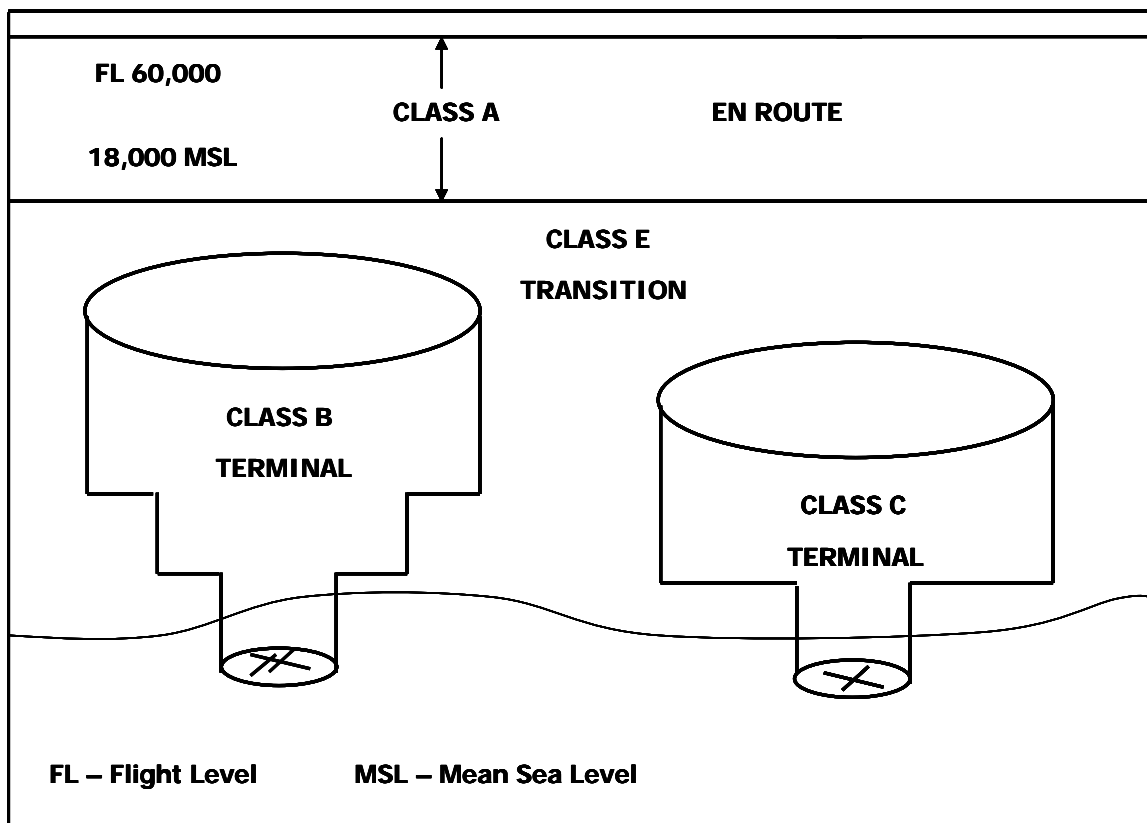 FL 60,000
CLASS A
EN ROUTE
18,000 MSL
CLASS E
TRANSITION
CLASS B
TERMINAL
CLASS C
TERMINAL
FL – Flight Level
MSL – Mean Sea Level